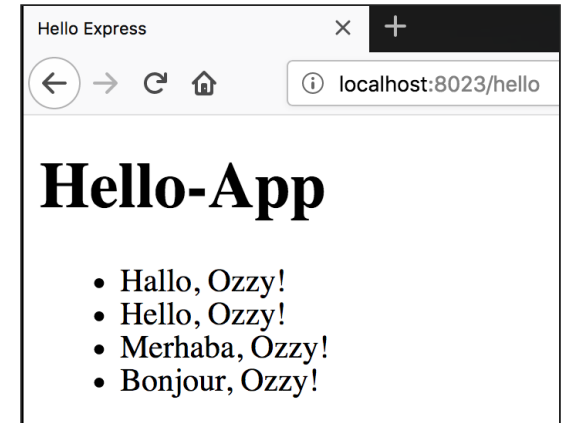 Hello Express
localhost:8023/hello
Hello-App
Hallo, Ozzy!
Hello, Ozzy!
Merhaba, Ozzy!
Bonjour, Ozzy!